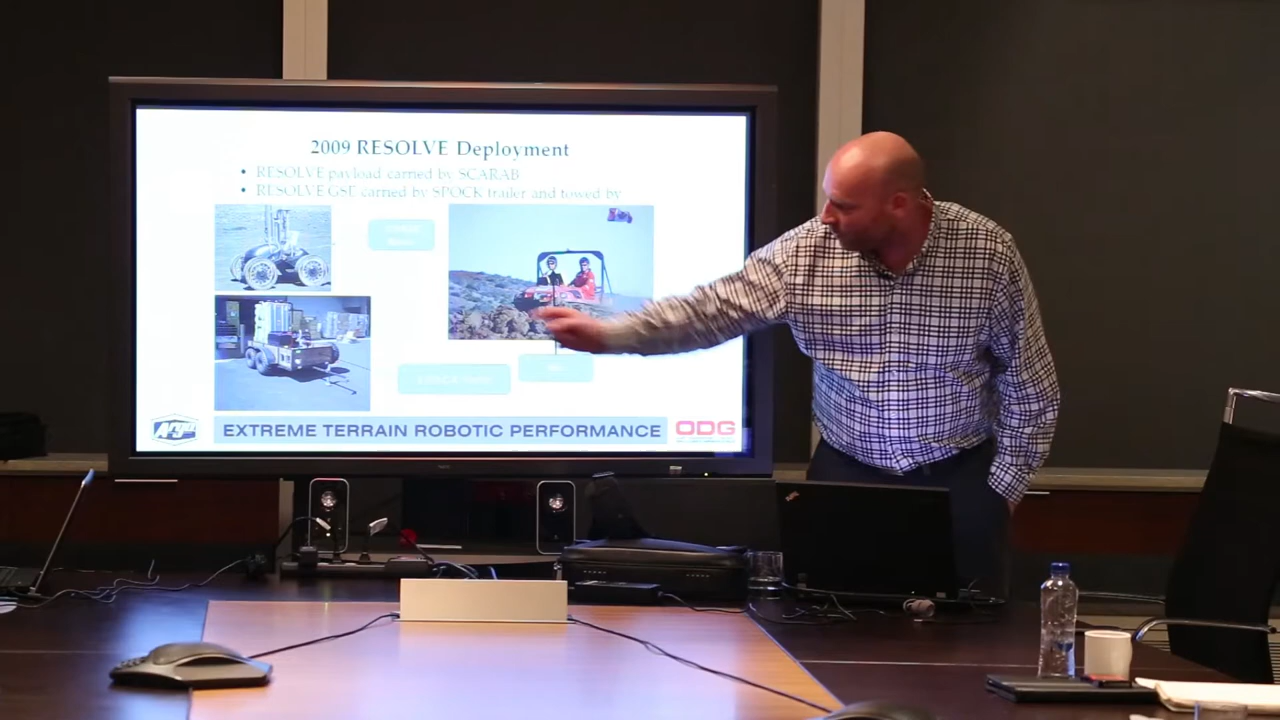 2009 RESOLVE Deployment
• RESOLVE payload carried by SCARAB
• RESOLVE GSE carried by SPOCK trailer and towed by
Argo
EXTREME TERRAIN ROBOTIC PERFORMANCE
ODG